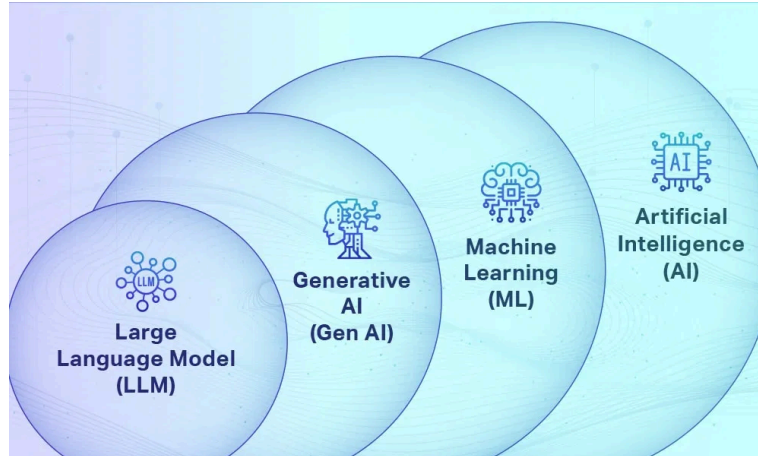 LLM
Large
Language Model
(LLM)
Generative
AI
(Gen AI)
Machine
Learning
(ML)
AI
Artificial
Intelligence
(AI)